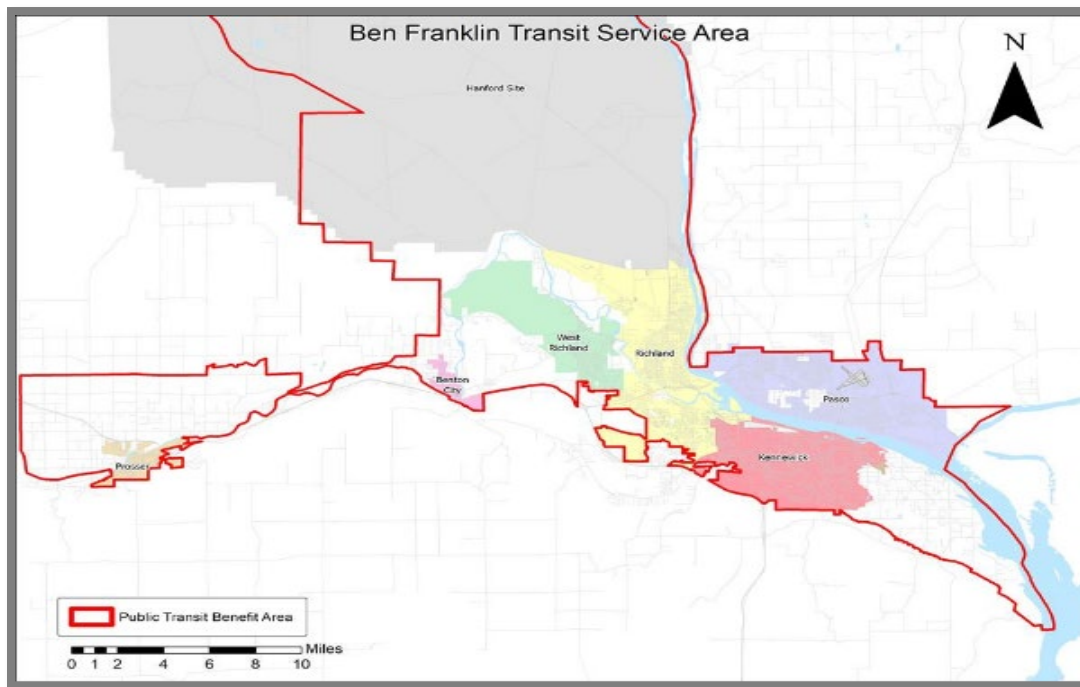 Ben Franklin Transit Service Area
N
Hanford Site
West
Richland
Richland
Benton
City
Pasco
Prosser
Kennewick
Public Transit Benefit Area
Miles
0 1 2 4 6 8 10